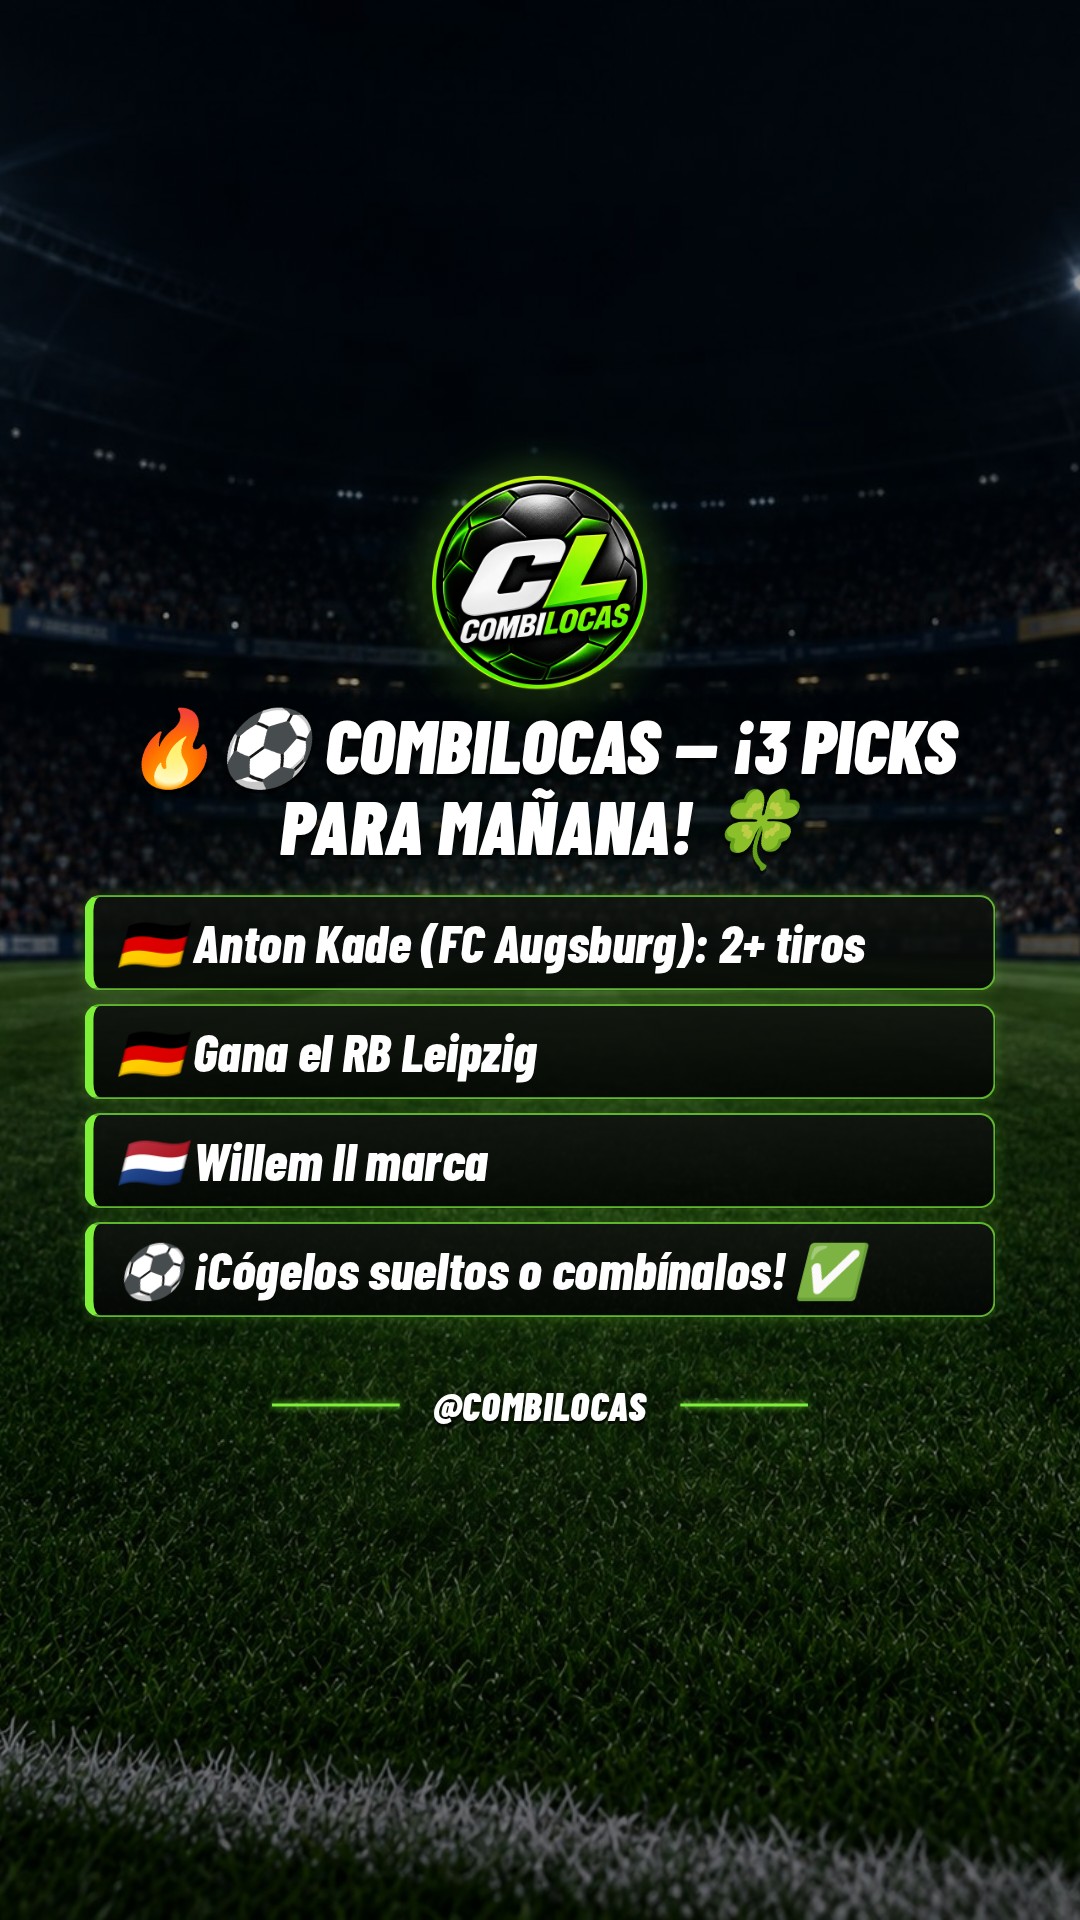 CL
COMBILOCAS
🔥⚽ COMBILOCAS – ¡3 PICKS
PARA MAÑANA! 🍀
🇩🇪 Anton Kade (FC Augsburg): 2+ tiros
🇩🇪 Gana el RB Leipzig
🇳🇱 Willem II marca
⚽ ¡Cógelos sueltos o combínalos! ✅
@COMBILOCAS